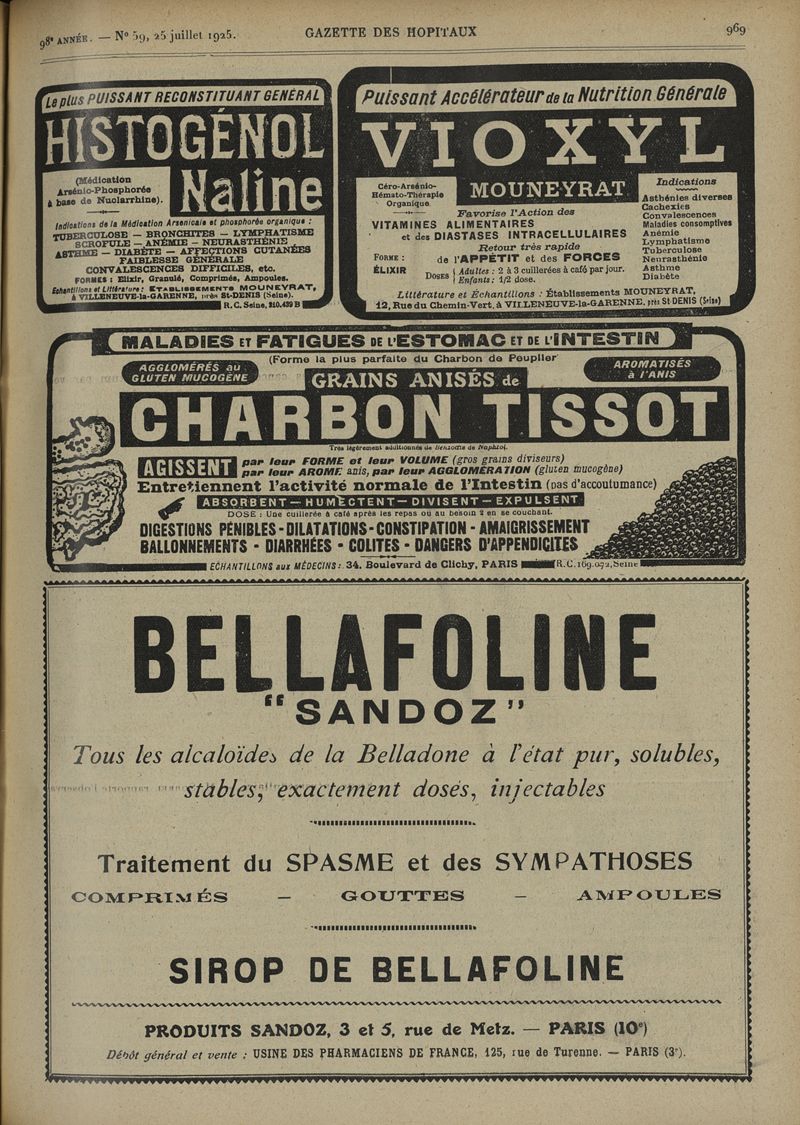 98e ANNÉE. — No 59, 25 juillet 1925.
GAZETTE DES HOPITAUX
969
Le plus PUISSANT RECONSTITUANT GÉNÉRAL
HISTOGÉNOL
(Médication
Arsénio-Phosphorée
à base de Nuclarrhine).
Naline
Indications de la Médication Arsenicale et phosphorée organique :
TUBERCULOSE — BRONCHITES — LYMPHATISME
SCROFULE — ANÉMIE — NEURASTHÉNIE
ASTHME — DIABÈTE — AFFECTIONS CUTANÉES
FAIBLESSE GÉNÉRALE
CONVALESCENCES DIFFICILES, etc.
FORMES : Elixir, Granulé, Comprimés, Ampoules.
Échantillons et Littérature : ÉTABLISSEMENTS MOUNEYRAT,
à VILLENEUVE-la-GARENNE, près St-DENIS (Seine).
R.C. Seine, 210.439 B
Puissant Accélérateur de la Nutrition Générale
VIOXYL
Céro-Arsénio-
Hémato-Thérapie
Organique
MOUNEYRAT
Favorise l'Action des
VITAMINES ALIMENTAIRES
et des DIASTASES INTRACELLULAIRES
Retour très rapide
de l'APPÉTIT et des FORCES
FORME :
ÉLIXIR
DOSES { Adultes : 2 à 3 cuillerées à café par jour.
Enfants : 1/2 dose.
Indications
Asthénies diverses
Cachexies
Convalescences
Maladies consomptives
Anémie
Lymphatisme
Tuberculose
Neurasthénie
Asthme
Diabète
Littérature et Échantillons : Établissements MOUNEYRAT,
12, Rue du Chemin-Vert, à VILLENEUVE-la-GARENNE, près St-DENIS (Seine)
MALADIES ET FATIGUES DE L'ESTOMAC ET DE L'INTESTIN
(Forme la plus parfaite du Charbon de Peuplier
AGGLOMÉRÉS au
GLUTEN MUCOGÈNE
GRAINS ANISÉS de
AROMATISÉS
à l'ANIS
CHARBON TISSOT
Très légèrement additionnés de Benzoate de Naphtol.
AGISSENT par leur FORME et leur VOLUME (gros grains diviseurs)
par leur AROME anis, par leur AGGLOMÉRATION (gluten mucogène)
Entretiennent l'activité normale de l'Intestin (pas d'accoutumance)
ABSORBENT — HUMECTENT — DIVISENT — EXPULSENT
DOSE : Une cuillerée à café après les repas ou au besoin 2 en se couchant.
DIGESTIONS PÉNIBLES - DILATATIONS - CONSTIPATION - AMAIGRISSEMENT
BALLONNEMENTS - DIARRHÉES - COLITES - DANGERS D'APPENDICITES
ECHANTILLONS aux MÉDECINS : 34, Boulevard de Clichy, PARIS
R.C. 169.072, Seine
BELLAFOLINE
"SANDOZ"
Tous les alcaloïdes de la Belladone à l'état pur, solubles,
stables, exactement dosés, injectables
Traitement du SPASME et des SYMPATHOSES
COMPRIMÉS — GOUTTES — AMPOULES
SIROP DE BELLAFOLINE
PRODUITS SANDOZ, 3 et 5, rue de Metz. — PARIS (10e)
Dépôt général et vente : USINE DES PHARMACIENS DE FRANCE, 125, rue de Turenne. — PARIS (3e).